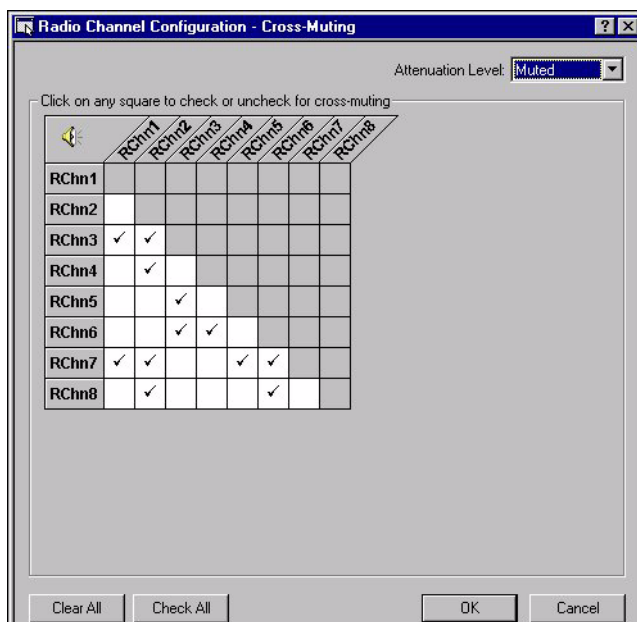 Radio Channel Configuration - Cross-Muting
Attenuation Level: Muted
Click on any square to check or uncheck for cross-muting
RChn1 RChn2 RChn3 RChn4 RChn5 RChn6 RChn7 RChn8
RChn1
RChn2
RChn3 ✓ ✓
RChn4 ✓
RChn5 ✓
RChn6 ✓ ✓
RChn7 ✓ ✓ ✓ ✓
RChn8 ✓ ✓
Clear All Check All OK Cancel